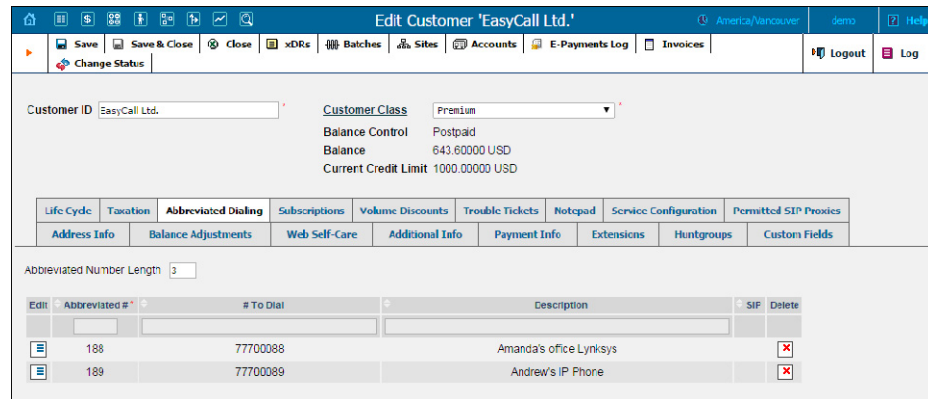 Edit Customer 'EasyCall Ltd.' America/Vancouver demo ? Help
Save Save & Close Close xDRs Batches Sites Accounts E-Payments Log Invoices Logout Log
Change Status
Customer ID EasyCall Ltd. * Customer Class Premium *
Balance Control Postpaid
Balance 643.60000 USD
Current Credit Limit 1000.00000 USD
Life Cycle Taxation Abbreviated Dialing Subscriptions Volume Discounts Trouble Tickets Notepad Service Configuration Permitted SIP Proxies
Address Info Balance Adjustments Web Self-Care Additional Info Payment Info Extensions Huntgroups Custom Fields
Abbreviated Number Length 3
Edit Abbreviated # * # To Dial Description SIP Delete
188 77700088 Amanda's office Lynksys
189 77700089 Andrew's IP Phone